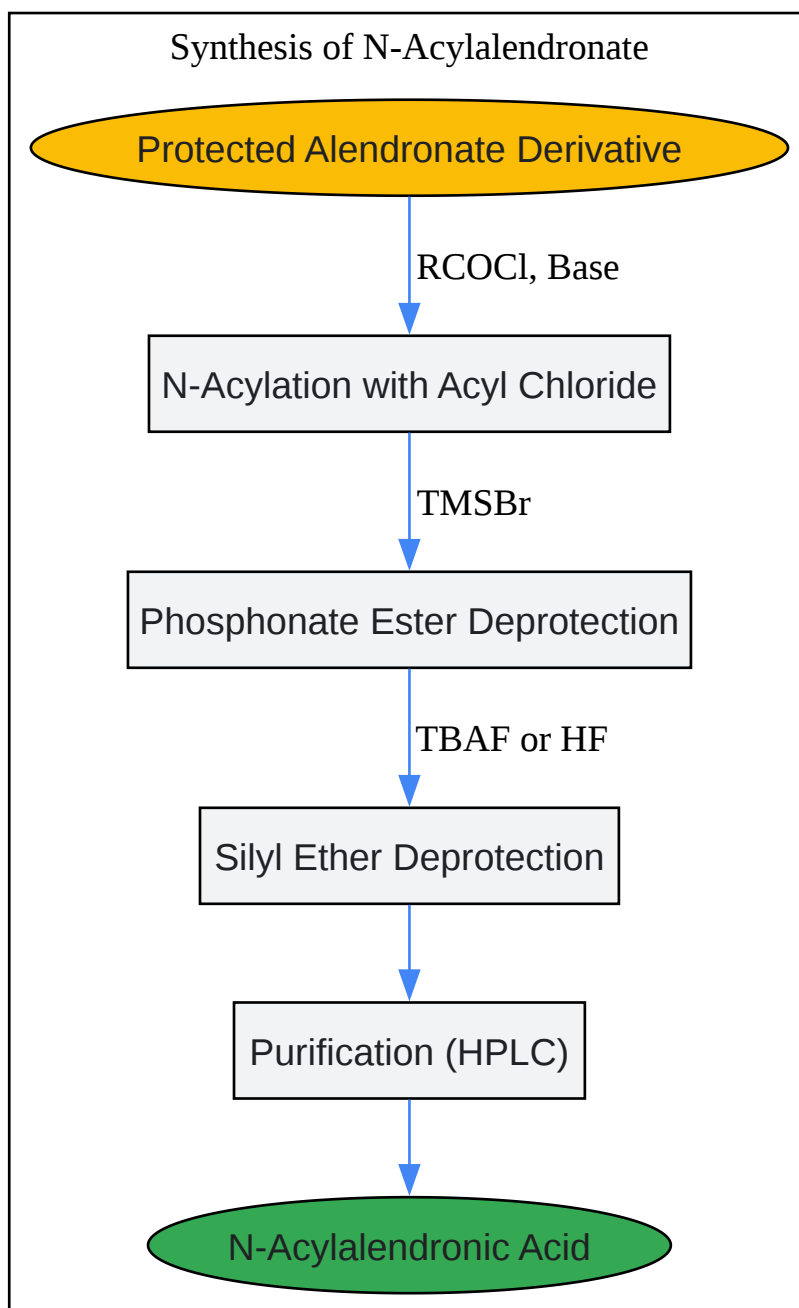 Synthesis of N-Acylalendronate
Protected Alendronate Derivative
RCOCl, Base
N-Acylation with Acyl Chloride
TMSBr
Phosphonate Ester Deprotection
TBAF or HF
Silyl Ether Deprotection
Purification (HPLC)
N-Acylalendronic Acid